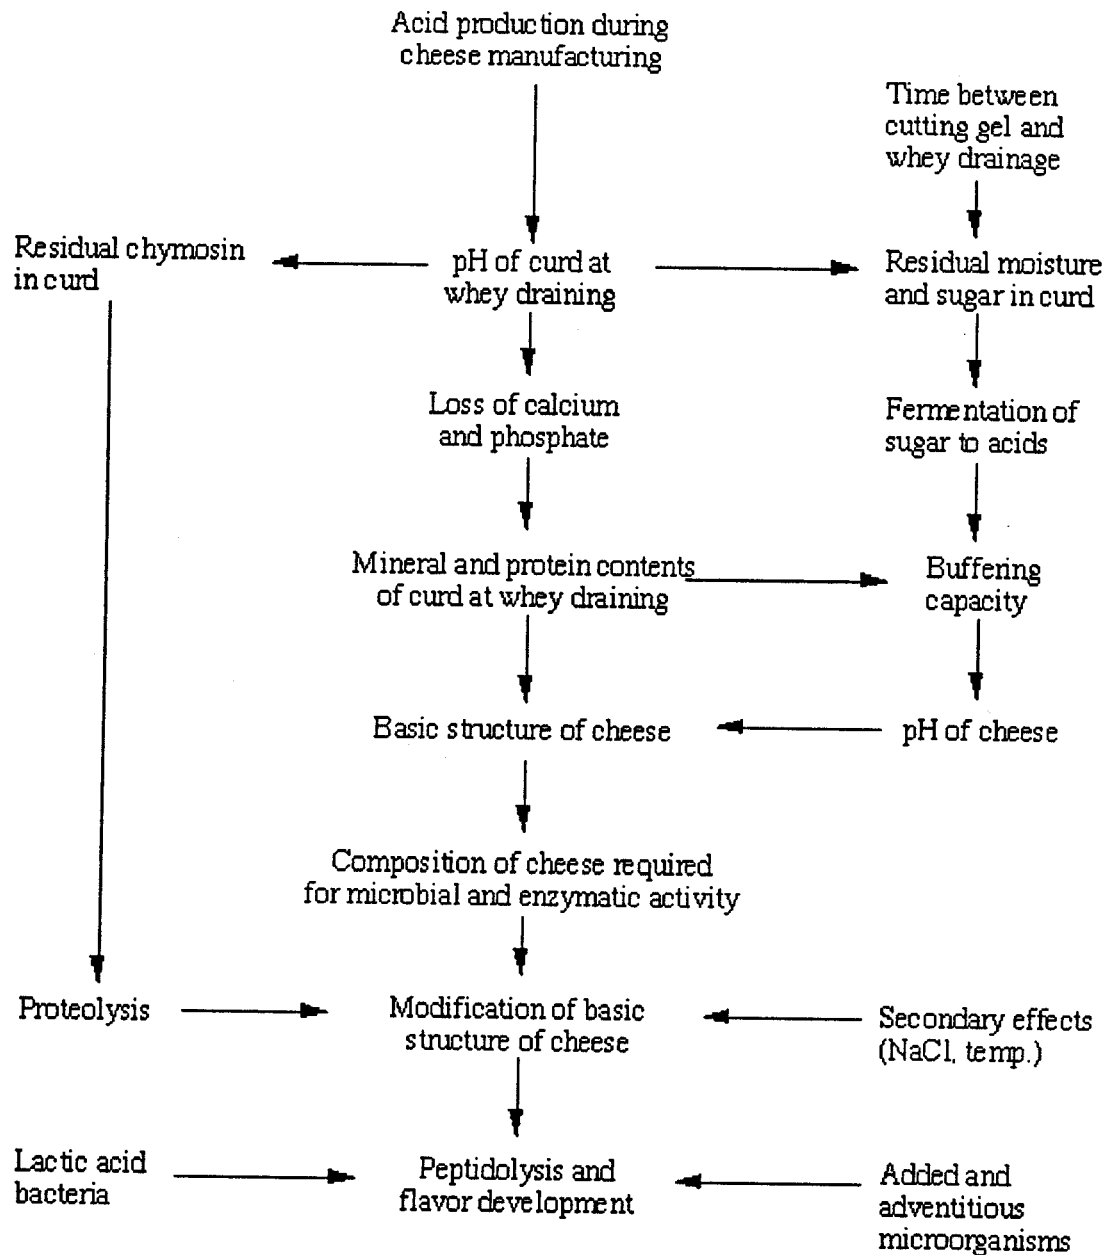 Acid production during
cheese manufacturing
Time between
cutting gel and
whey drainage
Residual chymosin
in curd
pH of curd at
whey draining
Residual moisture
and sugar in curd
Loss of calcium
and phosphate
Fermentation of
sugar to acids
Mineral and protein contents
of curd at whey draining
Buffering
capacity
Basic structure of cheese
pH of cheese
Composition of cheese required
for microbial and enzymatic activity
Proteolysis
Modification of basic
structure of cheese
Secondary effects
(NaCl, temp.)
Lactic acid
bacteria
Peptidolysis and
flavor development
Added and
adventitious
microorganisms